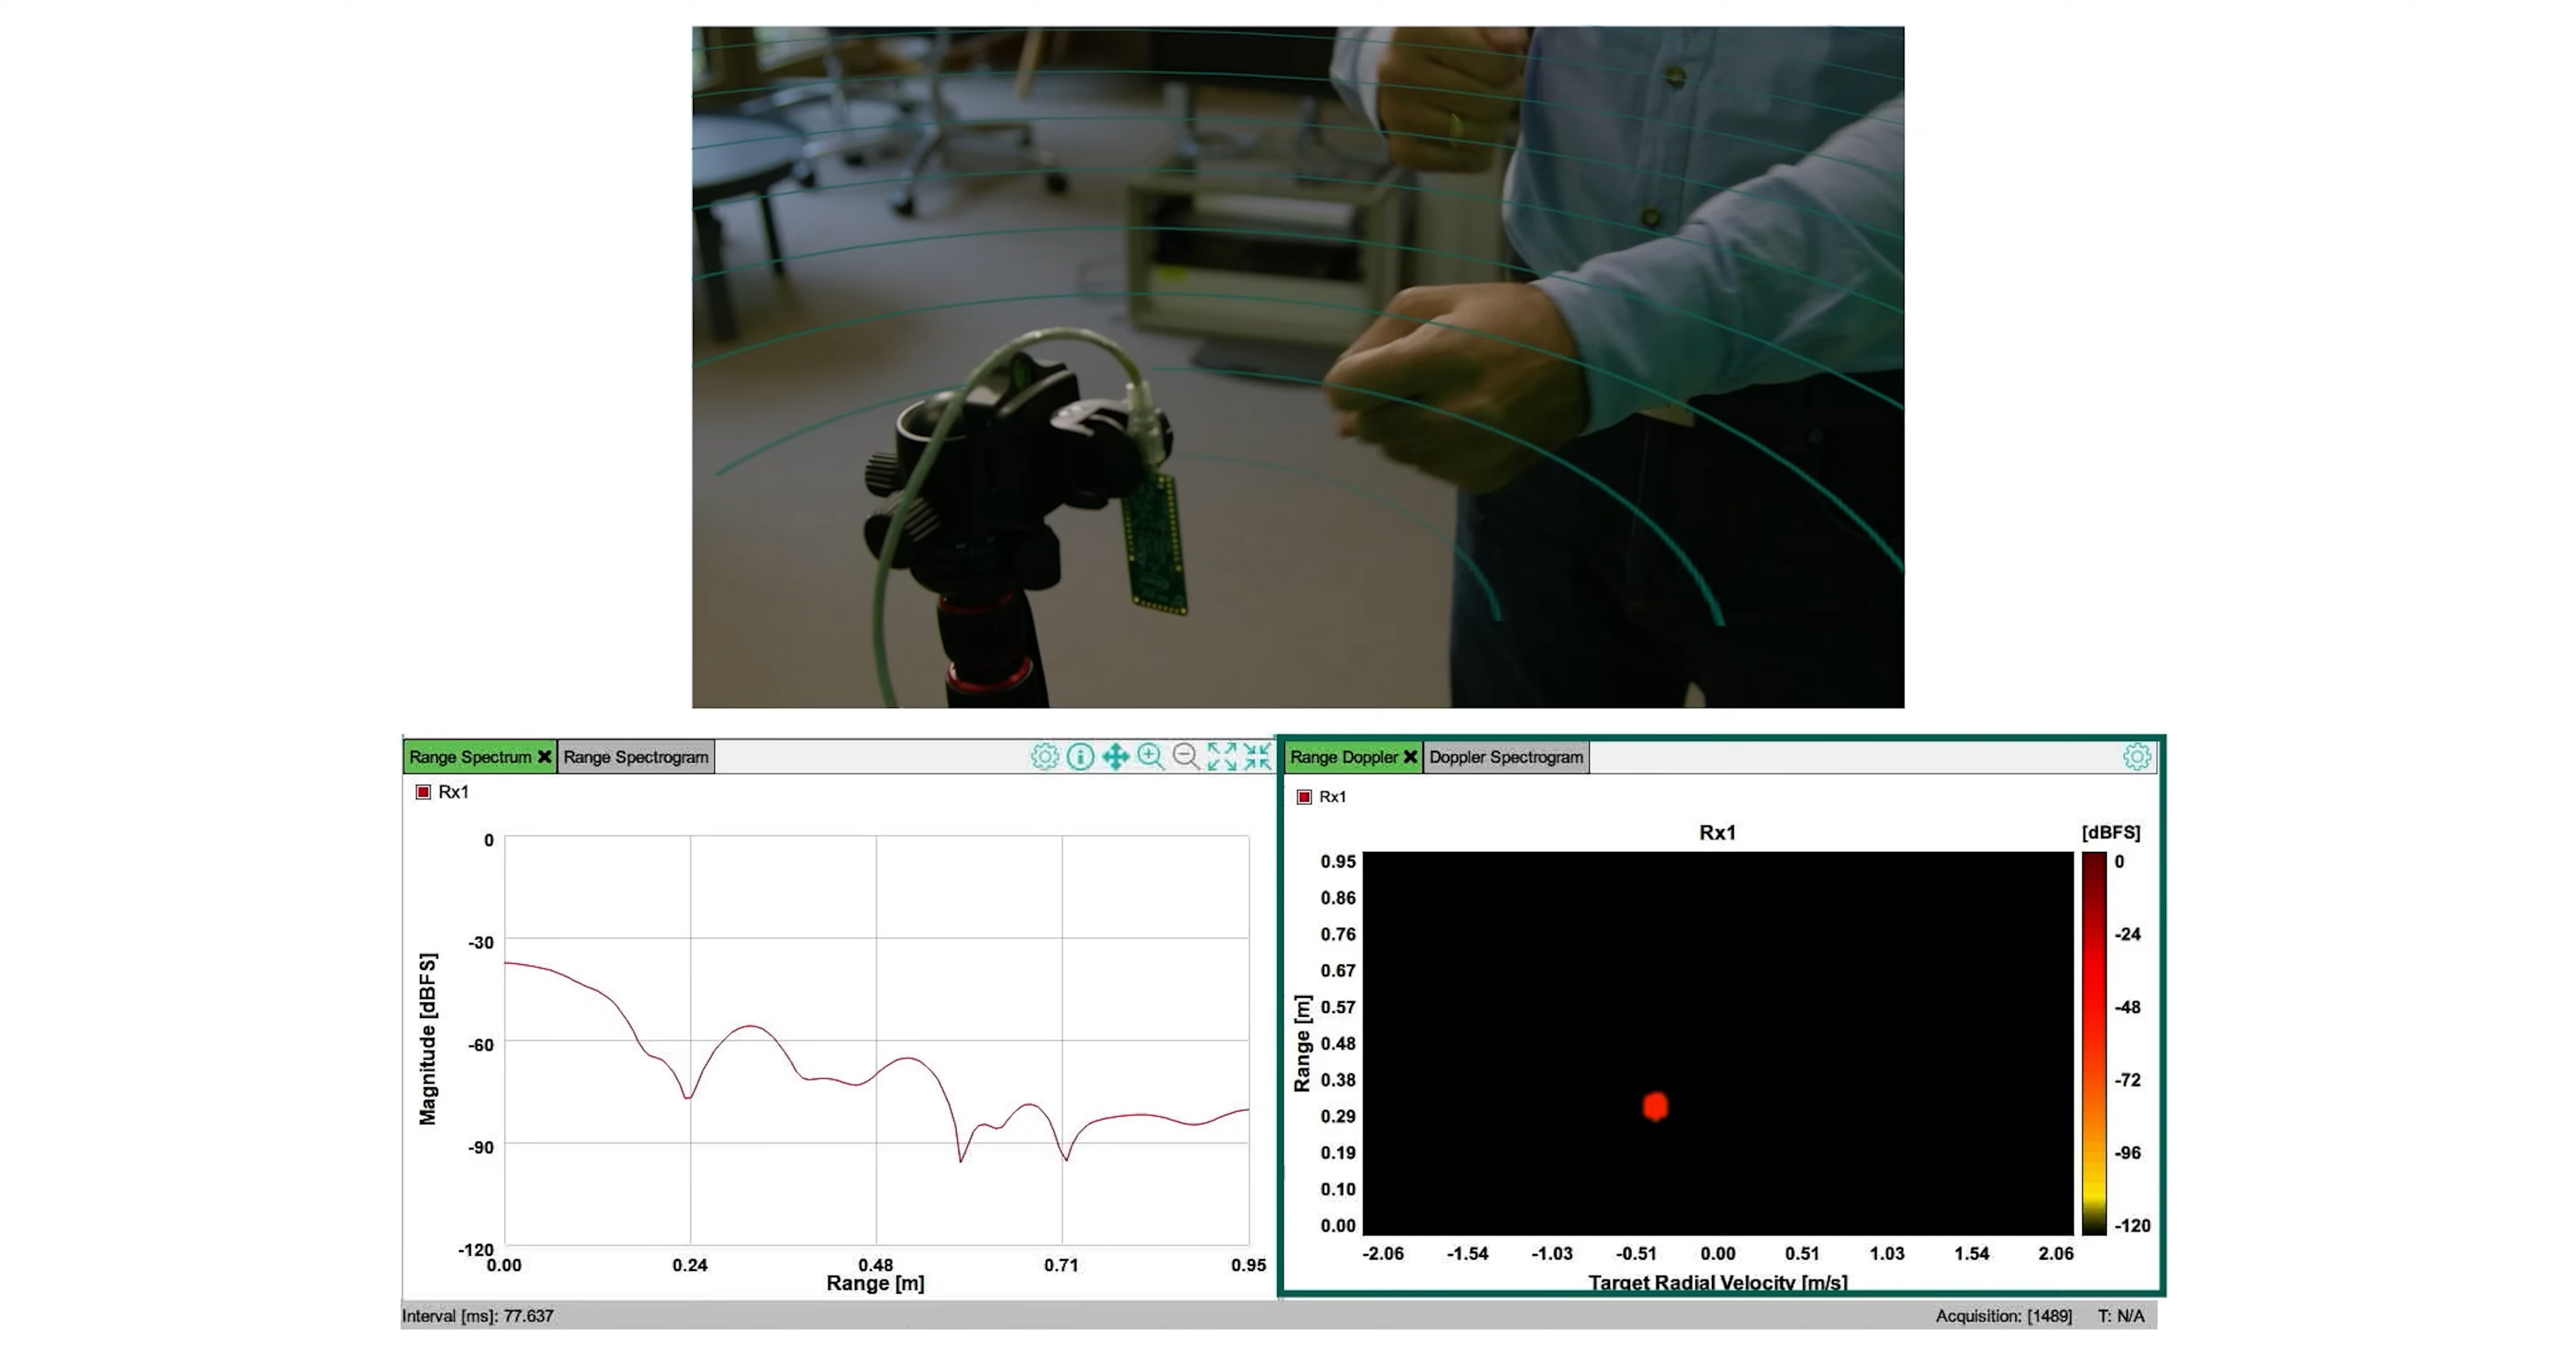 Range Spectrum ✖ Range Spectrogram
Rx1
Magnitude [dBFS]
0
-30
-60
-90
-120
0.00 0.24 0.48 0.71 0.95
Range [m]
Range Doppler ✖ Doppler Spectrogram
Rx1
Rx1
[dBFS]
Range [m]
0.95
0.86
0.76
0.67
0.57
0.48
0.38
0.29
0.19
0.10
0.00
-2.06 -1.54 -1.03 -0.51 0.00 0.51 1.03 1.54 2.06
Target Radial Velocity [m/s]
0
-24
-48
-72
-96
-120
Interval [ms]: 77.637
Acquisition: [1489] T: N/A